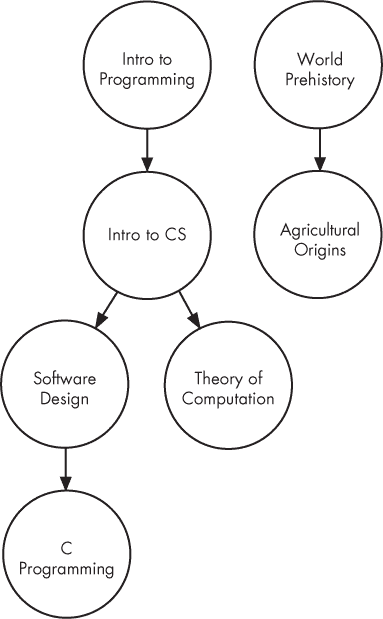 Intro to
Programming
World
Prehistory
Intro to CS
Agricultural
Origins
Software
Design
Theory of
Computation
C
Programming